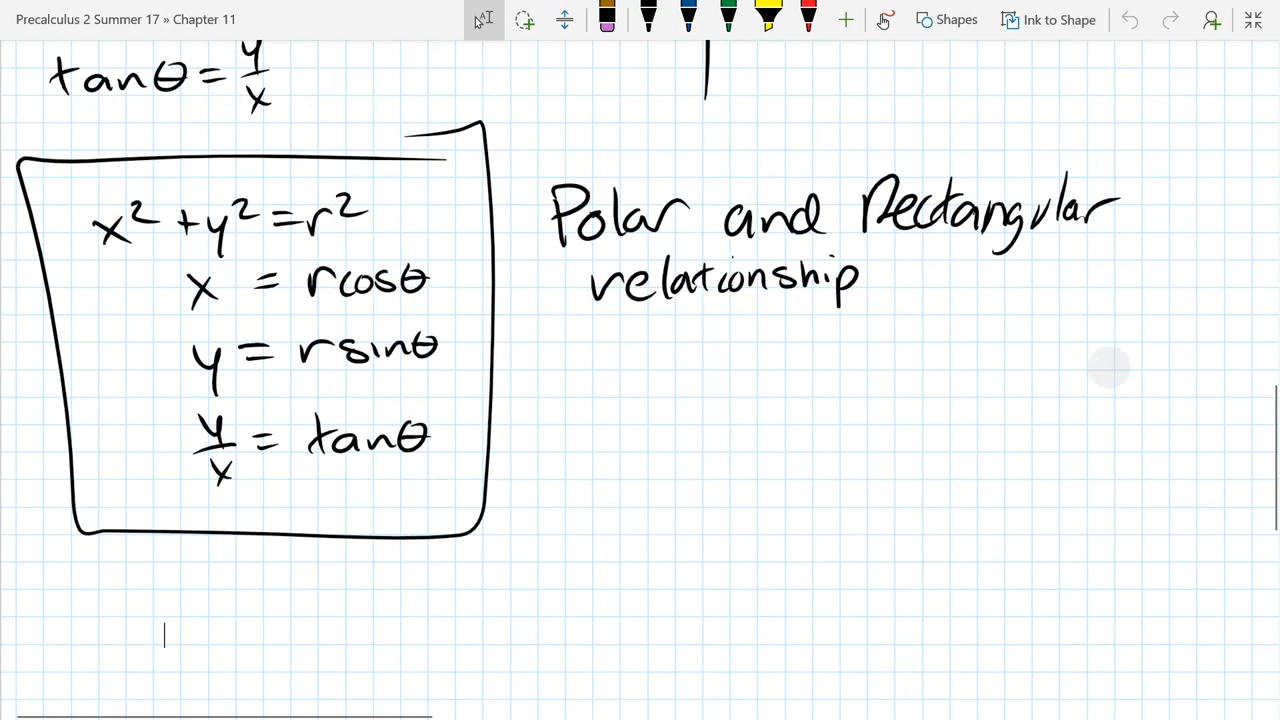 Precalculus 2 Summer 17 » Chapter 11
Shapes
Ink to Shape
tanθ = y/x
x² + y² = r²
x = rcosθ
y = rsinθ
y/x = tanθ
Polar and Rectangular
relationship